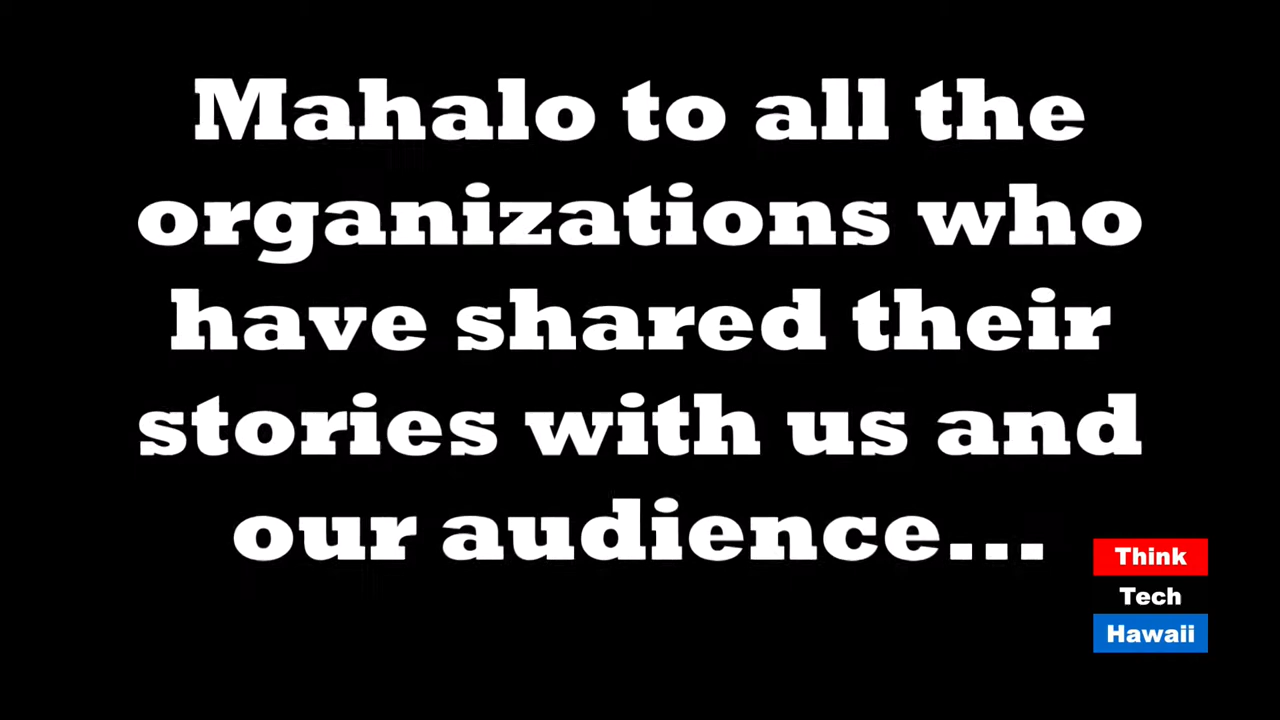 Mahalo to all the
organizations who
have shared their
stories with us and
our audience...
Think
Tech
Hawaii